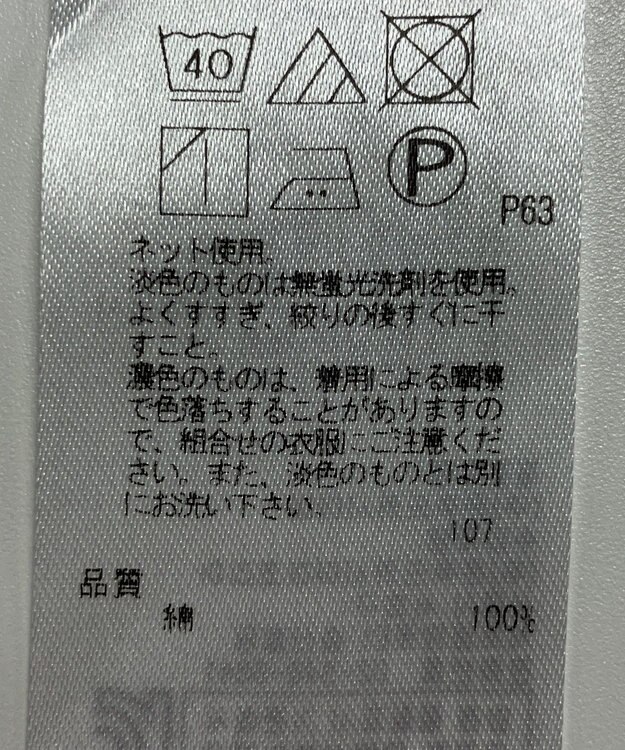 40
P
P63
ネット使用。
淡色のものは無蛍光洗剤を使用。
よくすすぎ、絞りの後すぐに干
すこと。
濃色のものは、着用による摩擦
で色落ちすることがありますの
で、組合せの衣服にご注意くだ
さい。また、淡色のものとは別
にお洗い下さい。
107
品質
綿 100%